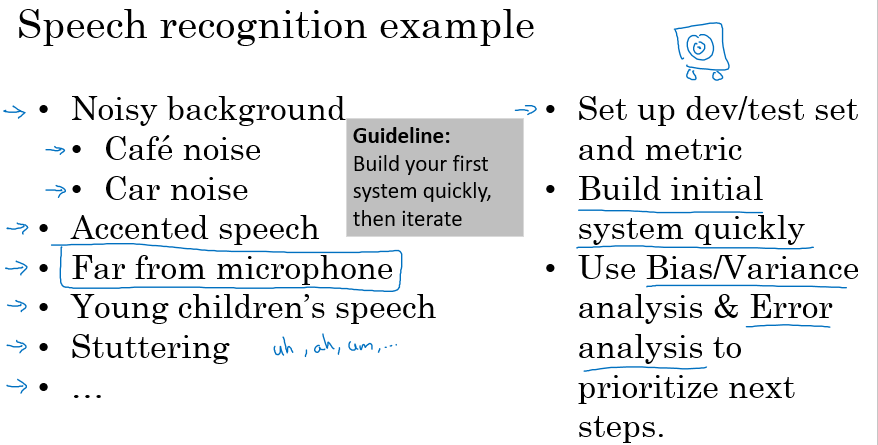 Speech recognition example
• Noisy background
• Café noise
• Car noise
• Accented speech
• Far from microphone
• Young children's speech
• Stuttering uh, ah, um, ...
• ...
Guideline:
Build your first
system quickly,
then iterate
• Set up dev/test set
and metric
• Build initial
system quickly
• Use Bias/Variance
analysis & Error
analysis to
prioritize next
steps.